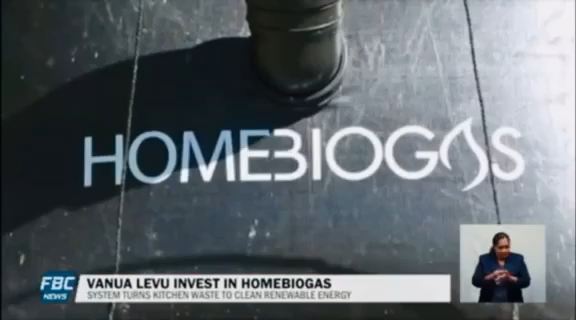 HOMEBIOGAS
FBC NEWS
VANUA LEVU INVEST IN HOMEBIOGAS
SYSTEM TURNS KITCHEN WASTE TO CLEAN RENEWABLE ENERGY